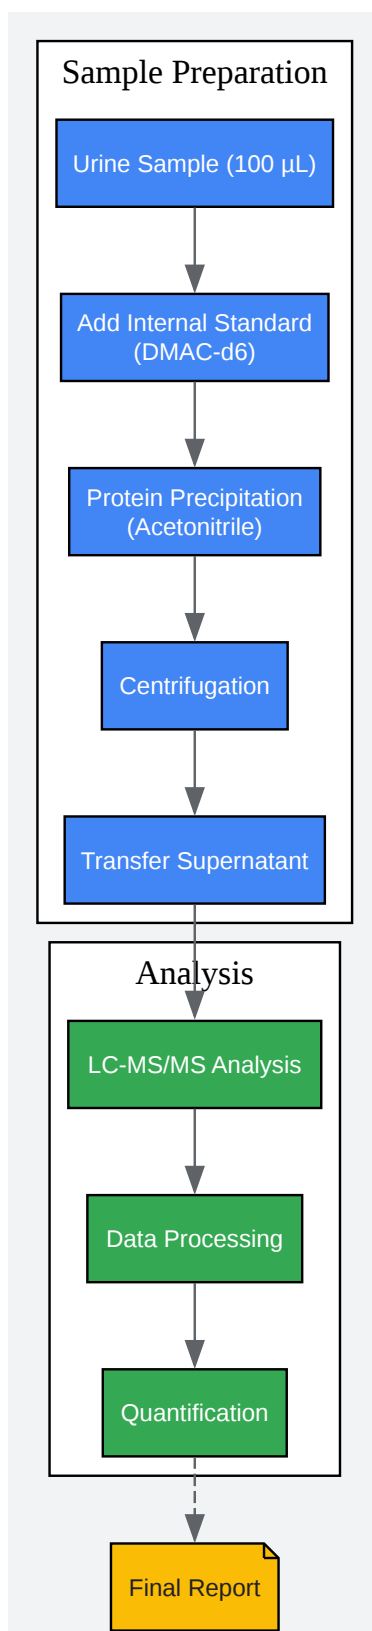 Sample Preparation
Urine Sample (100 µL)
Add Internal Standard
(DMAC-d6)
Protein Precipitation
(Acetonitrile)
Centrifugation
Transfer Supernatant
Analysis
LC-MS/MS Analysis
Data Processing
Quantification
Final Report